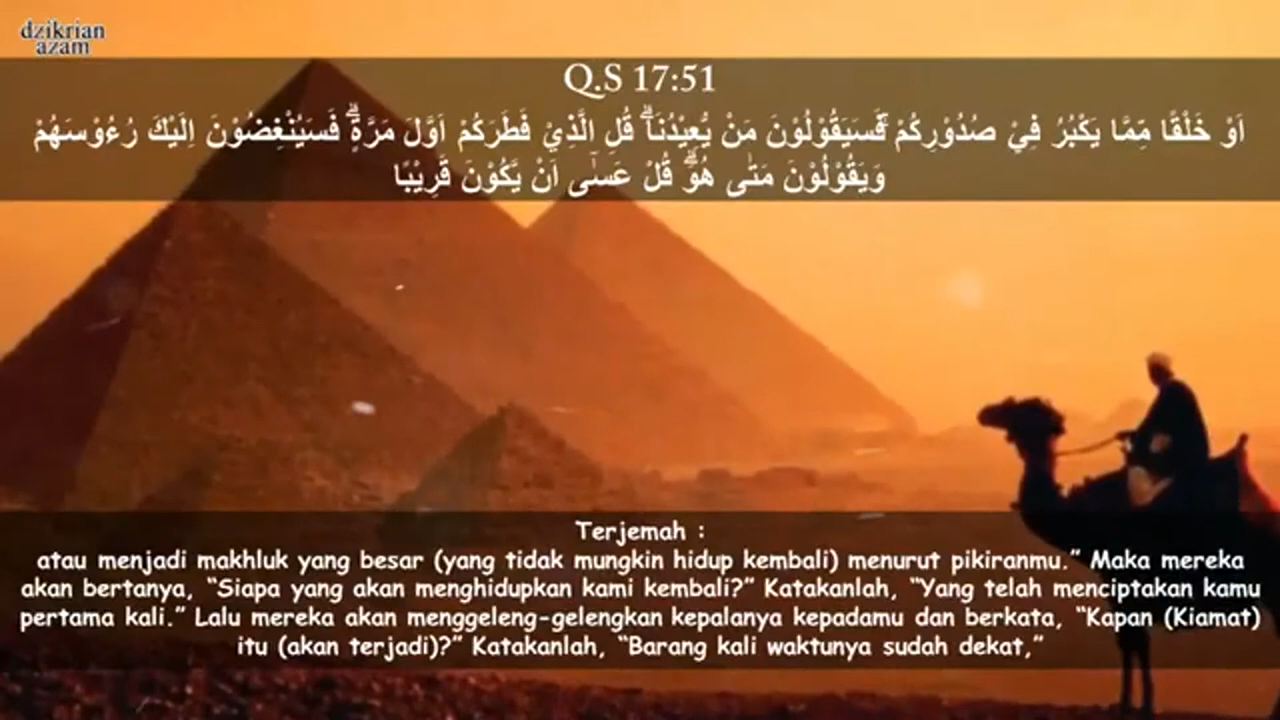 dzikrian
azam
Q.S 17:51
اَوْ خَلْقًا مِّمَّا يَكْبُرُ فِيْ صُدُوْرِكُمْ ۚفَسَيَقُوْلُوْنَ مَنْ يُّعِيْدُنَاۗ قُلِ الَّذِيْ فَطَرَكُمْ اَوَّلَ مَرَّةٍۗ فَسَيُنْغِضُوْنَ اِلَيْكَ رُءُوْسَهُمْ
وَيَقُوْلُوْنَ مَتٰى هُوَۗ قُلْ عَسٰٓى اَنْ يَّكُوْنَ قَرِيْبًا
Terjemah :
atau menjadi makhluk yang besar (yang tidak mungkin hidup kembali) menurut pikiranmu.” Maka mereka
akan bertanya, “Siapa yang akan menghidupkan kami kembali?” Katakanlah, “Yang telah menciptakan kamu
pertama kali.” Lalu mereka akan menggeleng-gelengkan kepalanya kepadamu dan berkata, “Kapan (Kiamat)
itu (akan terjadi)?” Katakanlah, “Barang kali waktunya sudah dekat,”